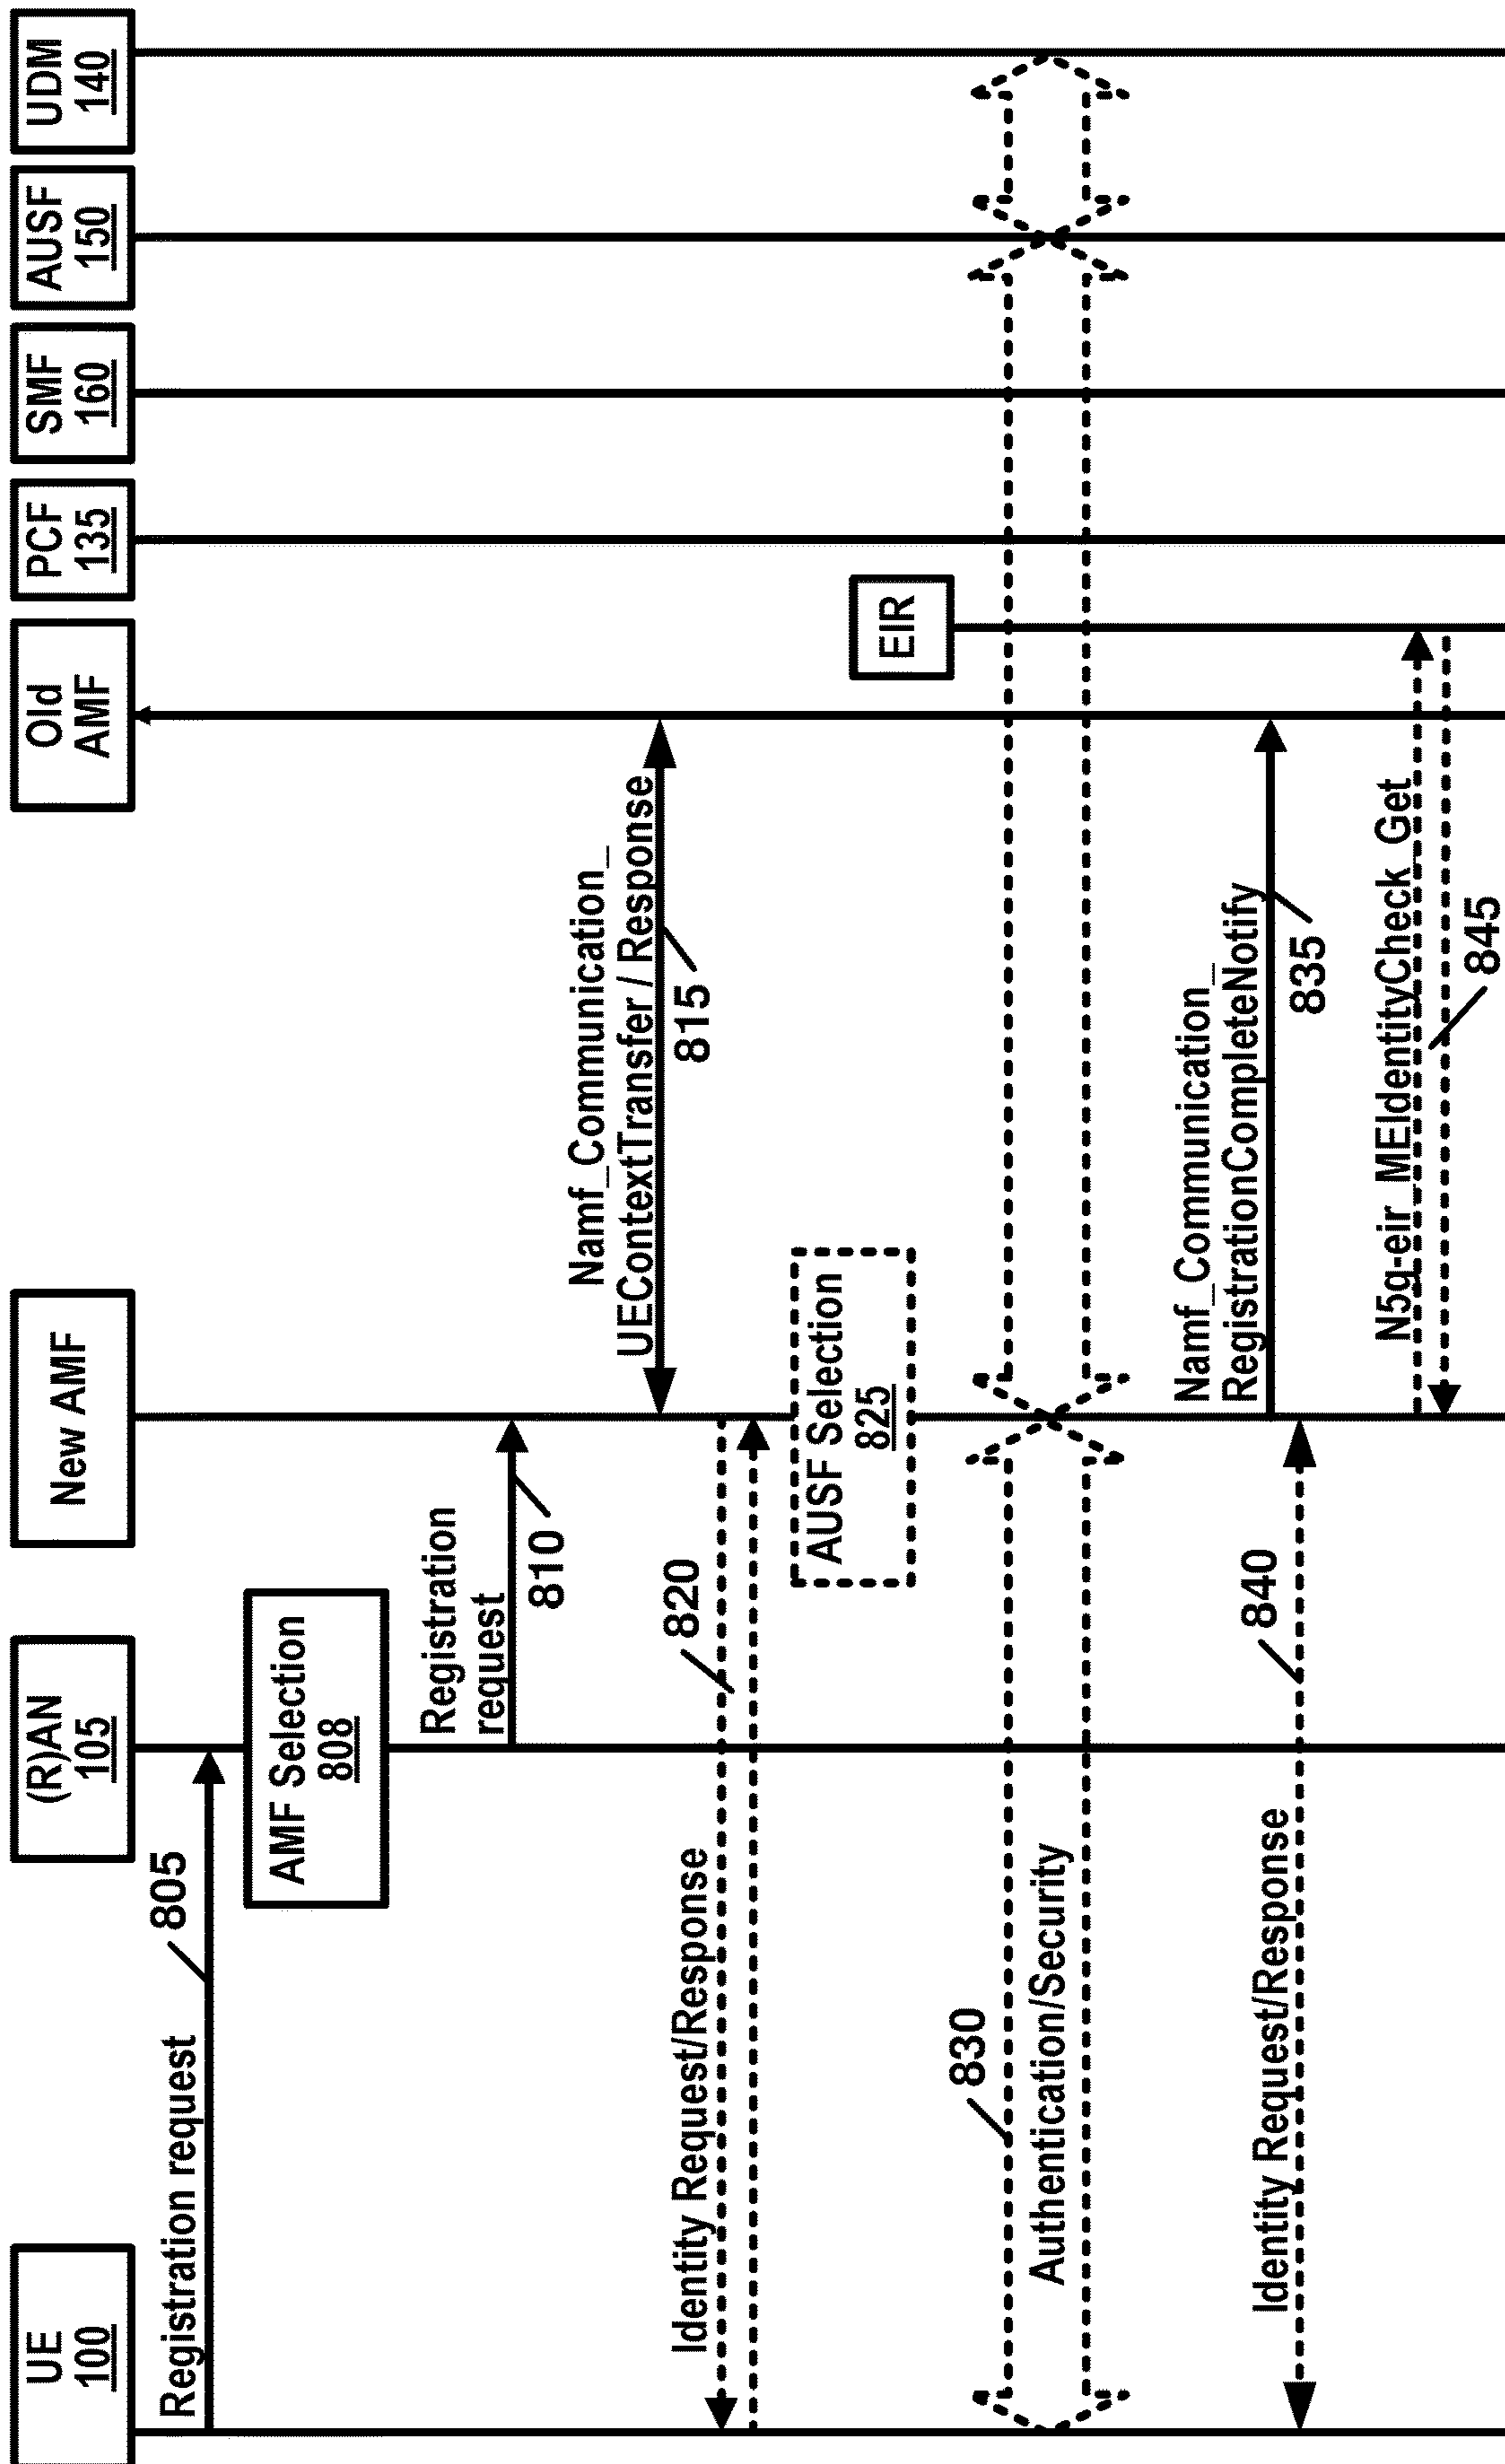 UE
100
(R)AN
105
New AMF
Old
AMF
PCF
135
SMF
160
AUSF
150
UDM
140
Registration request
805
AMF Selection
808
Registration
request
810
Namf_Communication_
UEContextTransfer / Response
815
Identity Request/Response
820
AUSF Selection
825
EIR
830
Authentication/Security
Namf_Communication_
RegistrationCompleteNotify
835
Identity Request/Response
840
N5g-eir_MEIdentityCheck_Get
845